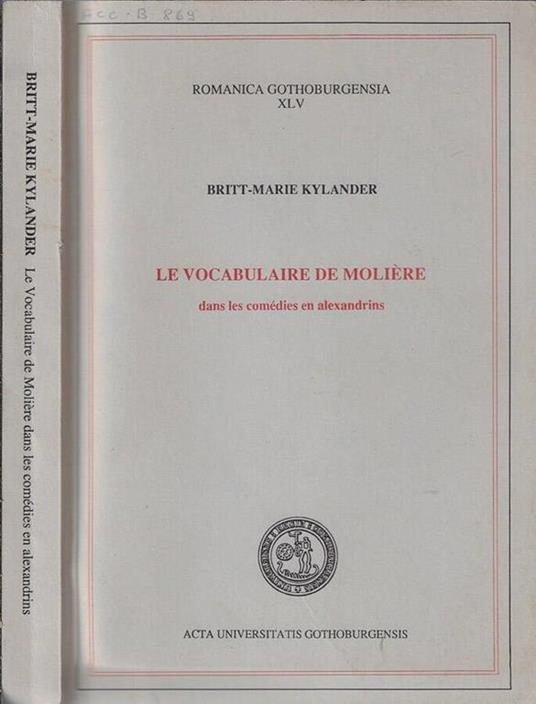 ACC-B 869
BRITT-MARIE KYLANDER Le Vocabulaire de Molière dans les comédies en alexandrins
ROMANICA GOTHOBURGENSIA
XLV
BRITT-MARIE KYLANDER
LE VOCABULAIRE DE MOLIÈRE
dans les comédies en alexandrins
ACTA UNIVERSITATIS GOTHOBURGENSIS